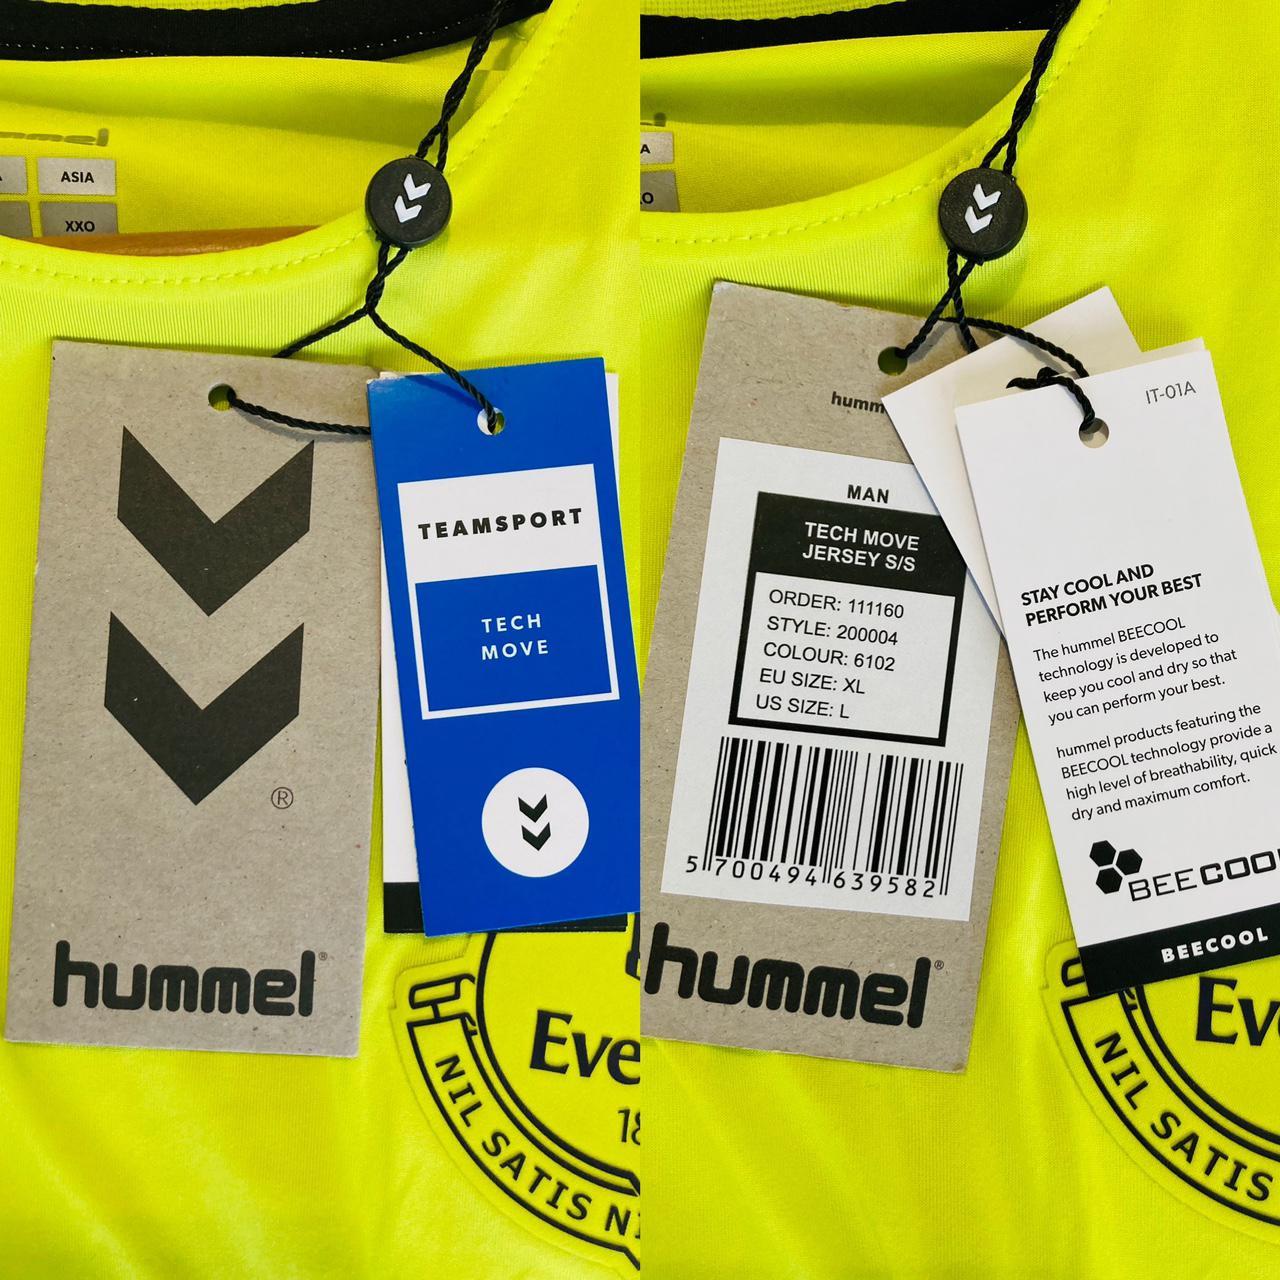 ASIA
XXO
®
hummel®
TEAMSPORT
TECH
MOVE
NIL SATIS
MAN
TECH MOVE
JERSEY S/S
ORDER: 111160
STYLE: 200004
COLOUR: 6102
EU SIZE: XL
US SIZE: L
5 700494 639582
hummel®
IT-01A
STAY COOL AND
PERFORM YOUR BEST
The hummel BEECOOL
technology is developed to
keep you cool and dry so that
you can perform your best.
hummel products featuring the
BEECOOL technology provide a
high level of breathability, quick
dry and maximum comfort.
BEECOOL
BEECOOL
NIL SATIS